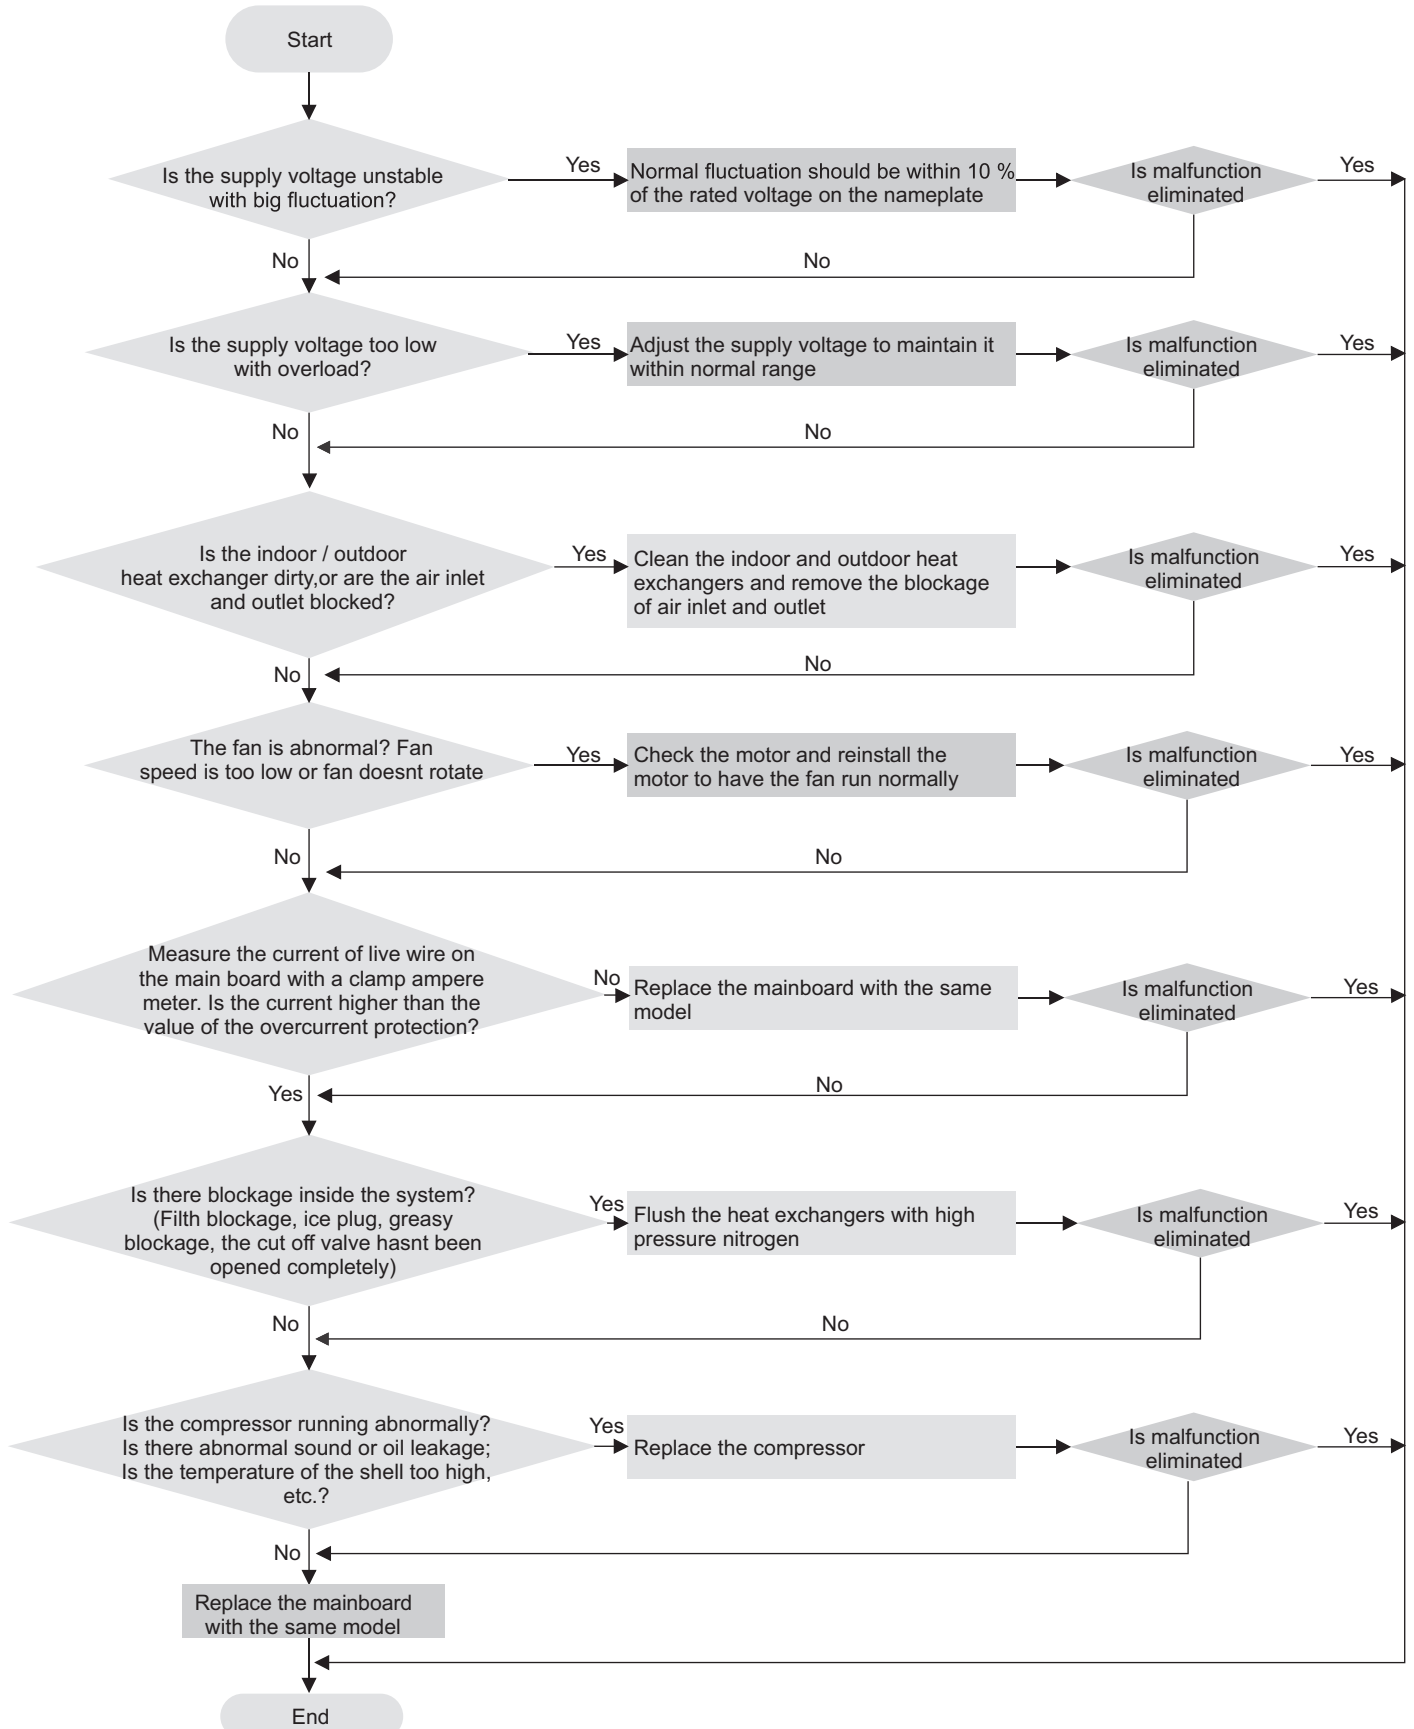 Start
Is the supply voltage unstable
with big fluctuation?
Yes
Normal fluctuation should be within 10 %
of the rated voltage on the nameplate
Is malfunction
eliminated
Yes
No
No
Is the supply voltage too low
with overload?
Yes
Adjust the supply voltage to maintain it
within normal range
Is malfunction
eliminated
Yes
No
No
Is the indoor / outdoor
heat exchanger dirty,or are the air inlet
and outlet blocked?
Yes
Clean the indoor and outdoor heat
exchangers and remove the blockage
of air inlet and outlet
Is malfunction
eliminated
Yes
No
No
The fan is abnormal? Fan
speed is too low or fan doesnt rotate
Yes
Check the motor and reinstall the
motor to have the fan run normally
Is malfunction
eliminated
Yes
No
No
Measure the current of live wire on
the main board with a clamp ampere
meter. Is the current higher than the
value of the overcurrent protection?
No
Replace the mainboard with the same
model
Is malfunction
eliminated
Yes
Yes
No
Is there blockage inside the system?
(Filth blockage, ice plug, greasy
blockage, the cut off valve hasnt been
opened completely)
Yes
Flush the heat exchangers with high
pressure nitrogen
Is malfunction
eliminated
Yes
No
No
Is the compressor running abnormally?
Is there abnormal sound or oil leakage;
Is the temperature of the shell too high,
etc.?
Yes
Replace the compressor
Is malfunction
eliminated
Yes
No
Replace the mainboard
with the same model
End